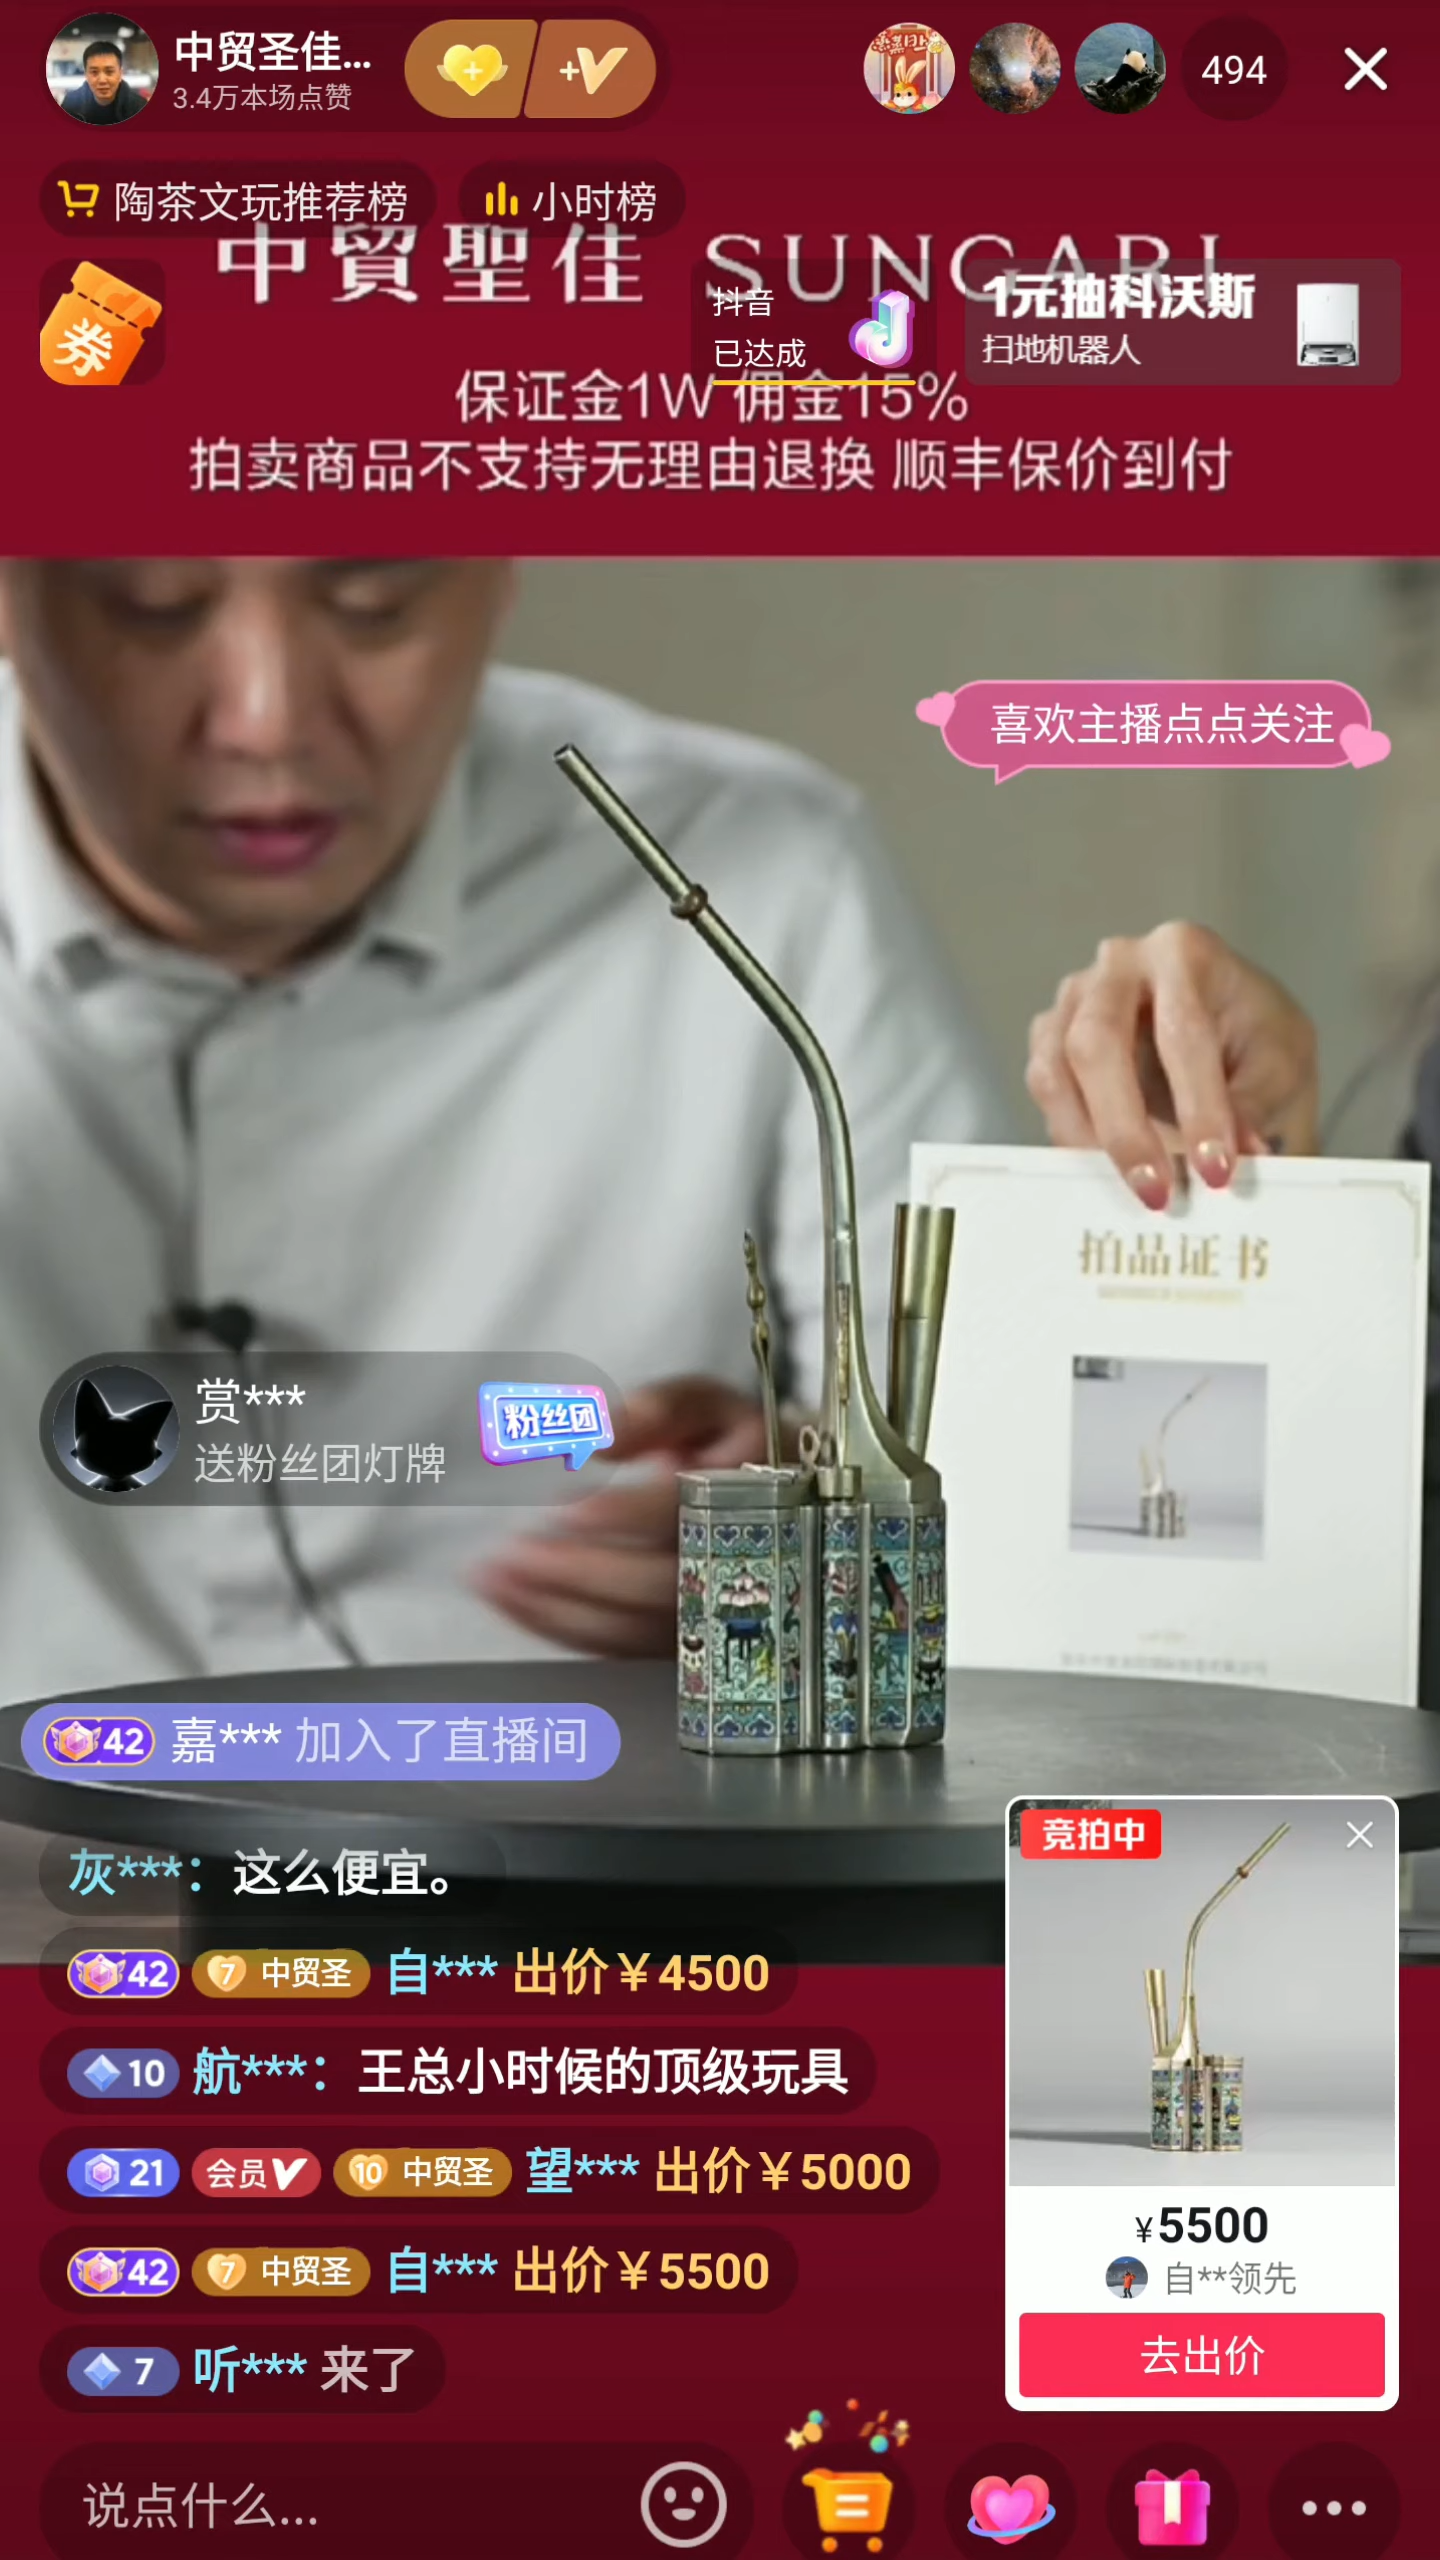 中贸圣佳...
3.4万本场点赞
494
陶茶文玩推荐榜
小时榜
中貿聖佳 SUNGARI
券
抖音
已达成
1元抽科沃斯
扫地机器人
保证金1W 佣金15%
拍卖商品不支持无理由退换 顺丰保价到付
喜欢主播点点关注
拍品证书
赏***
送粉丝团灯牌
粉丝团
42 嘉*** 加入了直播间
灰***：这么便宜。
42 7 中贸圣 自*** 出价￥4500
10 航***：王总小时候的顶级玩具
21 会员 10 中贸圣 望*** 出价￥5000
42 7 中贸圣 自*** 出价￥5500
7 听*** 来了
竞拍中
¥5500
自**领先
去出价
说点什么...